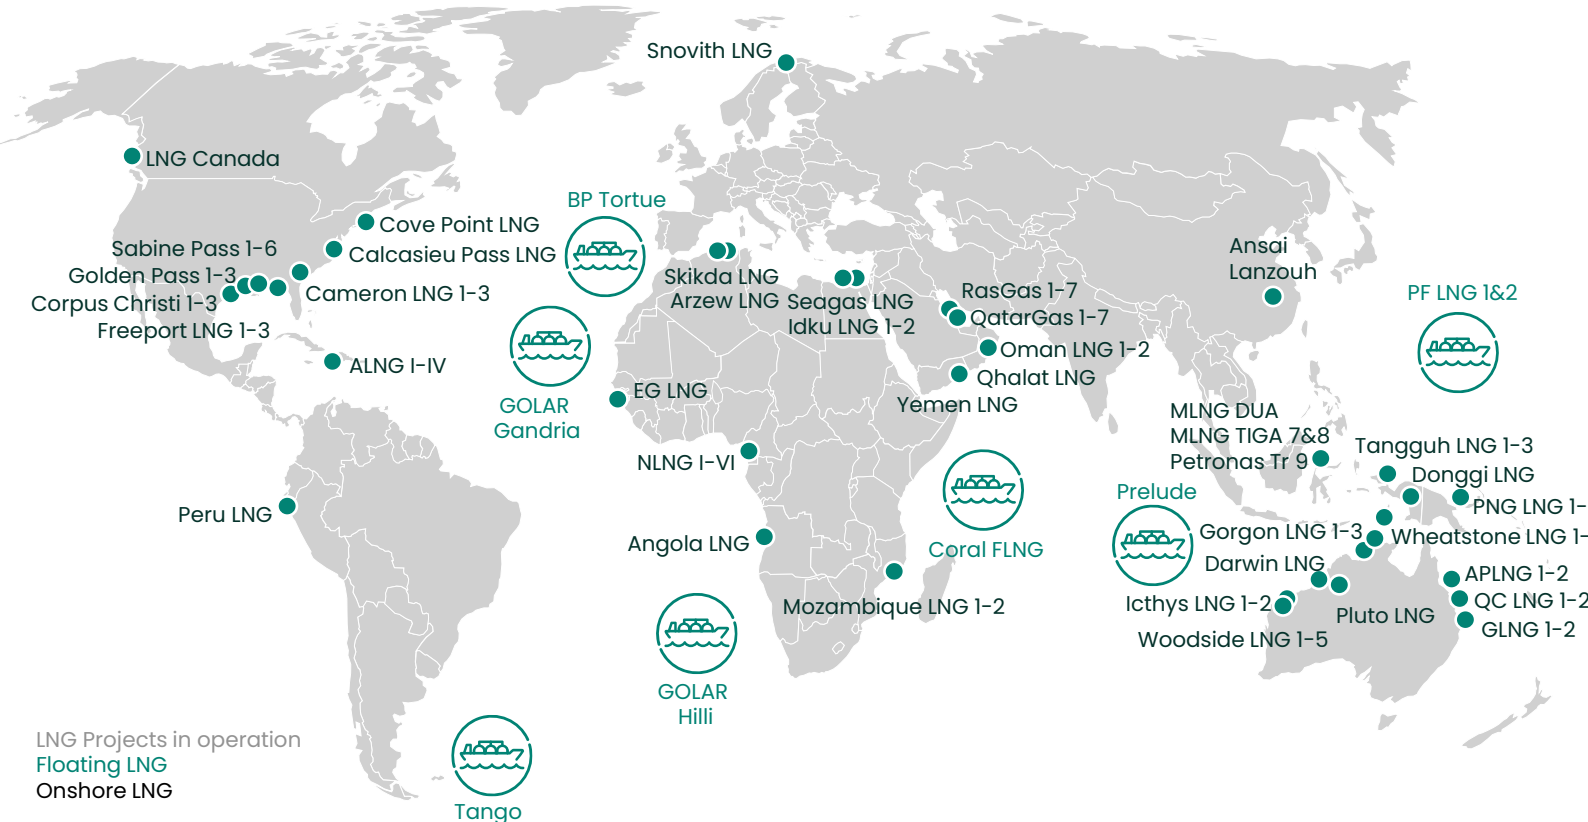 Snovith LNG
LNG Canada
BP Tortue
Cove Point LNG
Sabine Pass 1-6
Calcasieu Pass LNG
Golden Pass 1-3
Corpus Christi 1-3
Cameron LNG 1-3
Freeport LNG 1-3
Skikda LNG
Arzew LNG
Seagas LNG
Idku LNG 1-2
RasGas 1-7
QatarGas 1-7
Ansai
Lanzouh
PF LNG 1&2
Oman LNG 1-2
Qhalat LNG
Yemen LNG
ALNG I-IV
GOLAR
Gandria
EG LNG
NLNG I-VI
MLNG DUA
MLNG TIGA 7&8
Petronas Tr 9
Tangguh LNG 1-3
Donggi LNG
PNG LNG 1-
Prelude
Peru LNG
Angola LNG
Coral FLNG
Gorgon LNG 1-3
Wheatstone LNG 1-
Darwin LNG
APLNG 1-2
Mozambique LNG 1-2
Icthys LNG 1-2
QC LNG 1-2
Pluto LNG
GLNG 1-2
Woodside LNG 1-5
GOLAR
Hilli
LNG Projects in operation
Floating LNG
Onshore LNG
Tango